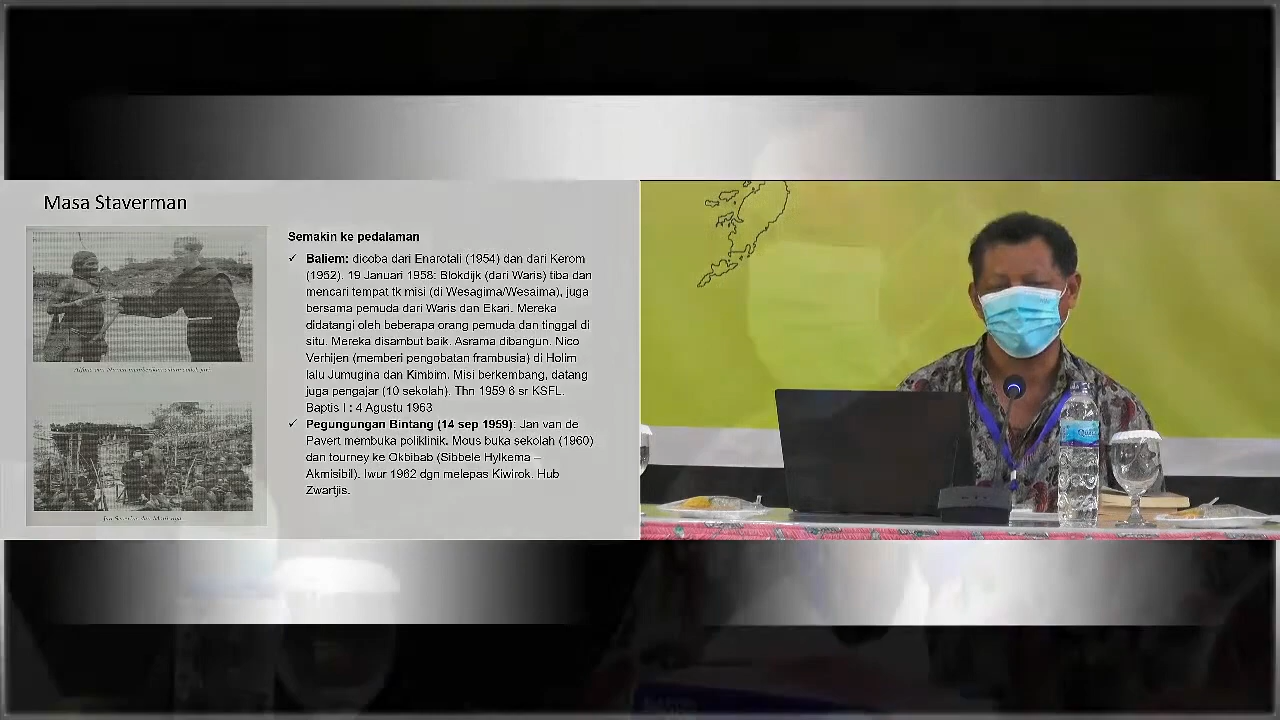 Masa Staverman
Semakin ke pedalaman
✓ Baliem: dicoba dari Enarotali (1954) dan dari Kerom
(1952). 19 Januari 1958: Blokdijk (dari Waris) tiba dan
mencari tempat tk misi (di Wesagima/Wesaima), juga
bersama pemuda dari Waris dan Ekari. Mereka
didatangi oleh beberapa orang pemuda dan tinggal di
situ. Mereka disambut baik. Asrama dibangun. Nico
Verhijen (memberi pengobatan frambusia) di Holim
lalu Jumugina dan Kimbim. Misi berkembang, datang
juga pengajar (10 sekolah). Thn 1959 6 sr KSFL.
Baptis I : 4 Agustu 1963
✓ Pegungungan Bintang (14 sep 1959): Jan van de
Pavert membuka poliklinik. Mous buka sekolah (1960)
dan tourney ke Okbibab (Sibbele Hylkema –
Akmisibil). Iwur 1962 dgn melepas Kiwirok. Hub
Zwartjis.